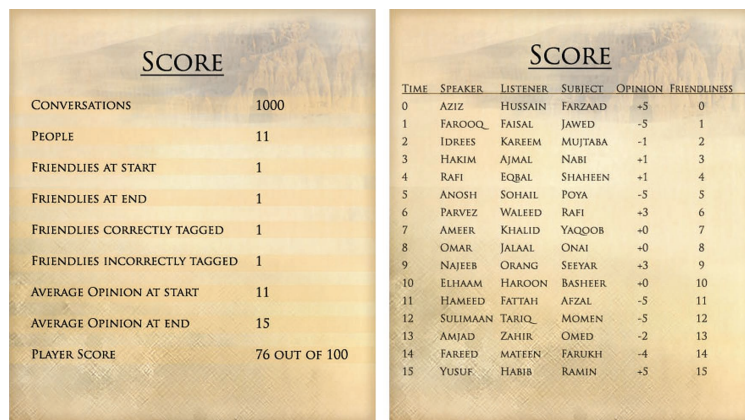 SCORE
CONVERSATIONS 1000
PEOPLE 11
FRIENDLIES AT START 1
FRIENDLIES AT END 1
FRIENDLIES CORRECTLY TAGGED 1
FRIENDLIES INCORRECTLY TAGGED 1
AVERAGE OPINION AT START 11
AVERAGE OPINION AT END 15
PLAYER SCORE 76 OUT OF 100
SCORE
TIME SPEAKER LISTENER SUBJECT OPINION FRIENDLINESS
0 AZIZ HUSSAIN FARZAAD +5 0
1 FAROOQ FAISAL JAWED -5 1
2 IDREES KAREEM MUJTABA -1 2
3 HAKIM AJMAL NABI +1 3
4 RAFI EQBAL SHAHEEN +1 4
5 ANOSH SOHAIL POYA -5 5
6 PARVEZ WALEED RAFI +3 6
7 AMEER KHALID YAQOOB +0 7
8 OMAR JALAAL ONAI +0 8
9 NAJEEB ORANG SEEYAR +3 9
10 ELHAAM HAROON BASHEER +0 10
11 HAMEED FATTAH AFZAL -5 11
12 SULIMAAN TARIQ MOMEN -5 12
13 AMJAD ZAHIR OMED -2 13
14 FAREED MATEEN FARUKH -4 14
15 YUSUF HABIB RAMIN +5 15